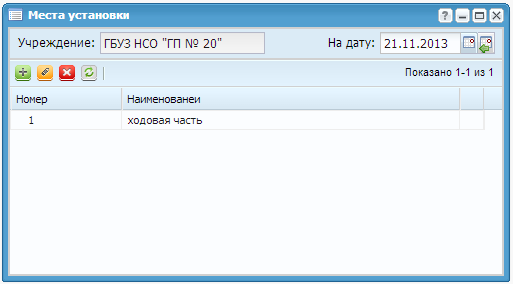 Места установки
Учреждение: ГБУЗ НСО "ГП № 20" На дату: 21.11.2013
Показано 1-1 из 1
Номер Наименованеи
1 ходовая часть